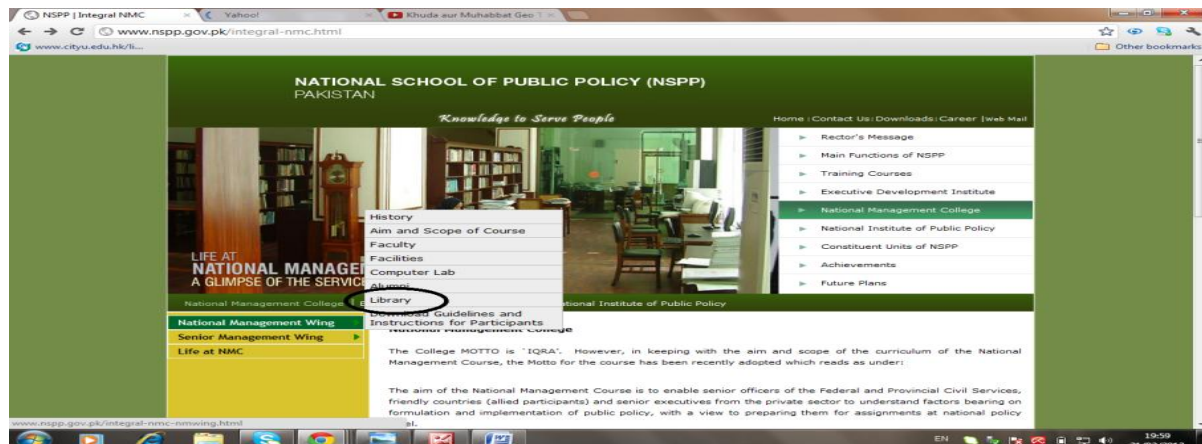 NSPP | Integral NMC
Yahoo!
Khuda aur Muhabbat Geo
www.nspp.gov.pk/integral-nmc.html
www.cityu.edu.hk/li...
Other bookmarks
NATIONAL SCHOOL OF PUBLIC POLICY (NSPP)
PAKISTAN
Knowledge to Serve People
Home | Contact Us | Downloads | Career | Web Mail
Rector's Message
Main Functions of NSPP
Training Courses
Executive Development Institute
National Management College
National Institute of Public Policy
Constituent Units of NSPP
Achievements
Future Plans
LIFE AT
NATIONAL MANAGE
A GLIMPSE OF THE SERVIC
History
Aim and Scope of Course
Faculty
Facilities
Computer Lab
Alumni
Library
Download Guidelines and
Instructions for Participants
National Management College
National Institute of Public Policy
National Management Wing
Senior Management Wing
Life at NMC
National Management College
The College MOTTO is `IQRA'. However, in keeping with the aim and scope of the curriculum of the National
Management Course, the Motto for the course has been recently adopted which reads as under:
The aim of the National Management Course is to enable senior officers of the Federal and Provincial Civil Services,
friendly countries (allied participants) and senior executives from the private sector to understand factors bearing on
formulation and implementation of public policy, with a view to preparing them for assignments at national policy
www.nspp.gov.pk/integral-nmc-nmwing.html
EN
19:59